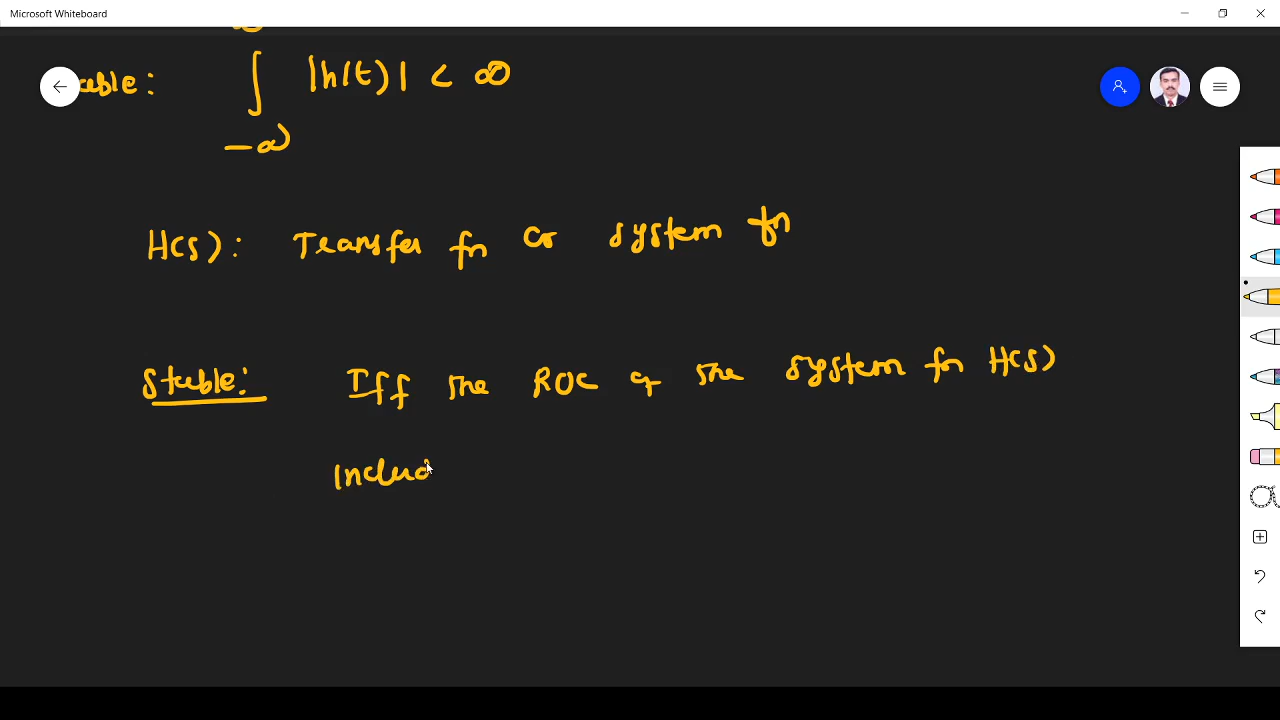 Microsoft Whiteboard
able: ∫ |h(t)| < ∞
-∞
H(s): Transfer fn or system fn
Stable: Iff the ROC of the system fn H(s)
Includ